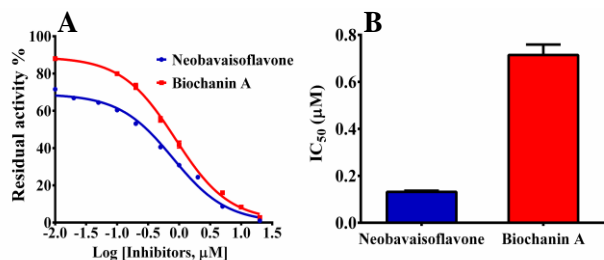 A
Residual activity %
100
80
60
40
20
0
-2.0 -1.5 -1.0 -0.5 0.0 0.5 1.0 1.5
Log [Inhibitors, μM]
Neobavaisoflavone
Biochanin A
B
IC50 (μM)
0.8
0.6
0.4
0.2
0.0
Neobavaisoflavone Biochanin A